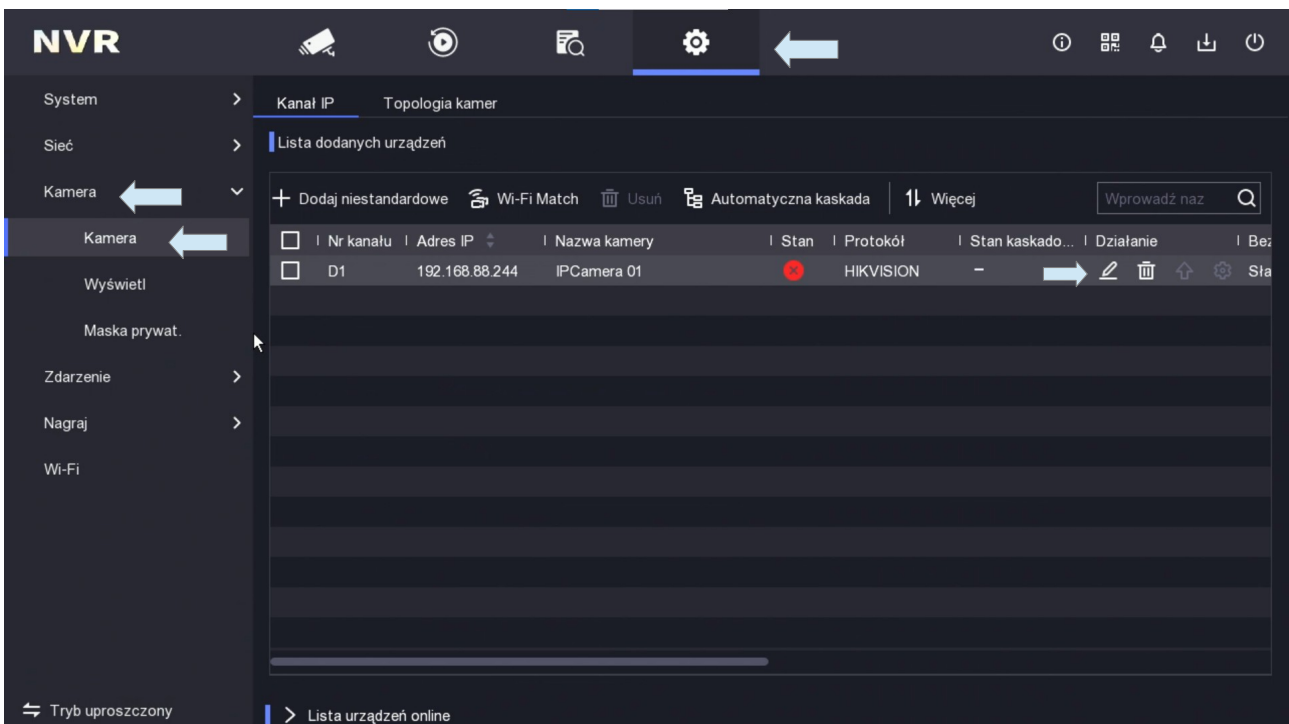 NVR
System
Sieć
Kamera
Kamera
Wyświetl
Maska prywat.
Zdarzenie
Nagraj
Wi-Fi
Tryb uproszczony
Kanał IP Topologia kamer
Lista dodanych urządzeń
Dodaj niestandardowe Wi-Fi Match Usuń Automatyczna kaskada Więcej Wprowadź naz
Nr kanału Adres IP Nazwa kamery Stan Protokół Stan kaskado... Działanie Bez
D1 192.168.88.244 IPCamera 01 HIKVISION – Sła
Lista urządzeń online